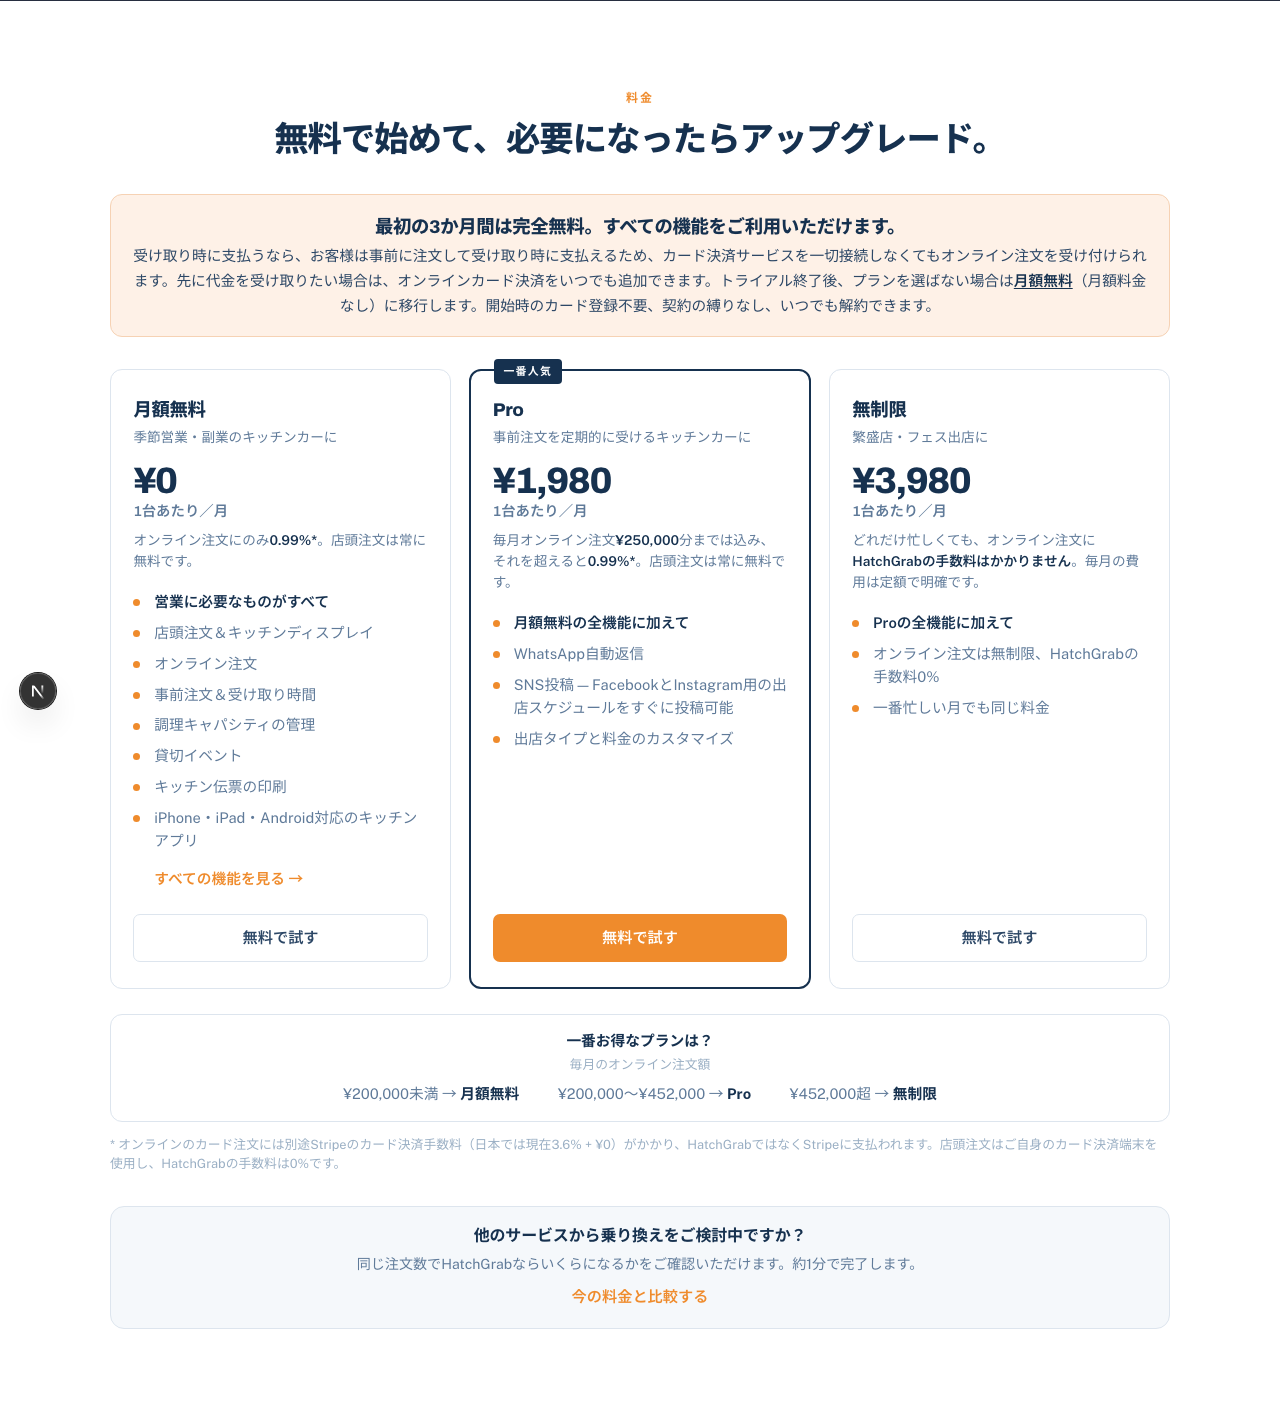 料金
無料で始めて、必要になったらアップグレード。
最初の3か月間は完全無料。すべての機能をご利用いただけます。
受け取り時に支払うなら、お客様は事前に注文して受け取り時に支払えるため、カード決済サービスを一切接続しなくてもオンライン注文を受け付けられ
ます。先に代金を受け取りたい場合は、オンラインカード決済をいつでも追加できます。トライアル終了後、プランを選ばない場合は月額無料（月額料金
なし）に移行します。開始時のカード登録不要、契約の縛りなし、いつでも解約できます。
月額無料
季節営業・副業のキッチンカーに
¥0
1台あたり／月
オンライン注文にのみ0.99%*。店頭注文は常に
無料です。
営業に必要なものがすべて
店頭注文＆キッチンディスプレイ
オンライン注文
事前注文＆受け取り時間
調理キャパシティの管理
貸切イベント
キッチン伝票の印刷
iPhone・iPad・Android対応のキッチン
アプリ
すべての機能を見る →
無料で試す
一番人気
Pro
事前注文を定期的に受けるキッチンカーに
¥1,980
1台あたり／月
毎月オンライン注文¥250,000分までは込み、
それを超えると0.99%*。店頭注文は常に無料で
す。
月額無料の全機能に加えて
WhatsApp自動返信
SNS投稿 — FacebookとInstagram用の出
店スケジュールをすぐに投稿可能
出店タイプと料金のカスタマイズ
無料で試す
無制限
繁盛店・フェス出店に
¥3,980
1台あたり／月
どれだけ忙しくても、オンライン注文に
HatchGrabの手数料はかかりません。毎月の費
用は定額で明確です。
Proの全機能に加えて
オンライン注文は無制限、HatchGrabの
手数料0%
一番忙しい月でも同じ料金
無料で試す
一番お得なプランは？
毎月のオンライン注文額
¥200,000未満 → 月額無料 ¥200,000〜¥452,000 → Pro ¥452,000超 → 無制限
* オンラインのカード注文には別途Stripeのカード決済手数料（日本では現在3.6% + ¥0）がかかり、HatchGrabではなくStripeに支払われます。店頭注文はご自身のカード決済端末を
使用し、HatchGrabの手数料は0%です。
他のサービスから乗り換えをご検討中ですか？
同じ注文数でHatchGrabならいくらになるかをご確認いただけます。約1分で完了します。
今の料金と比較する
N